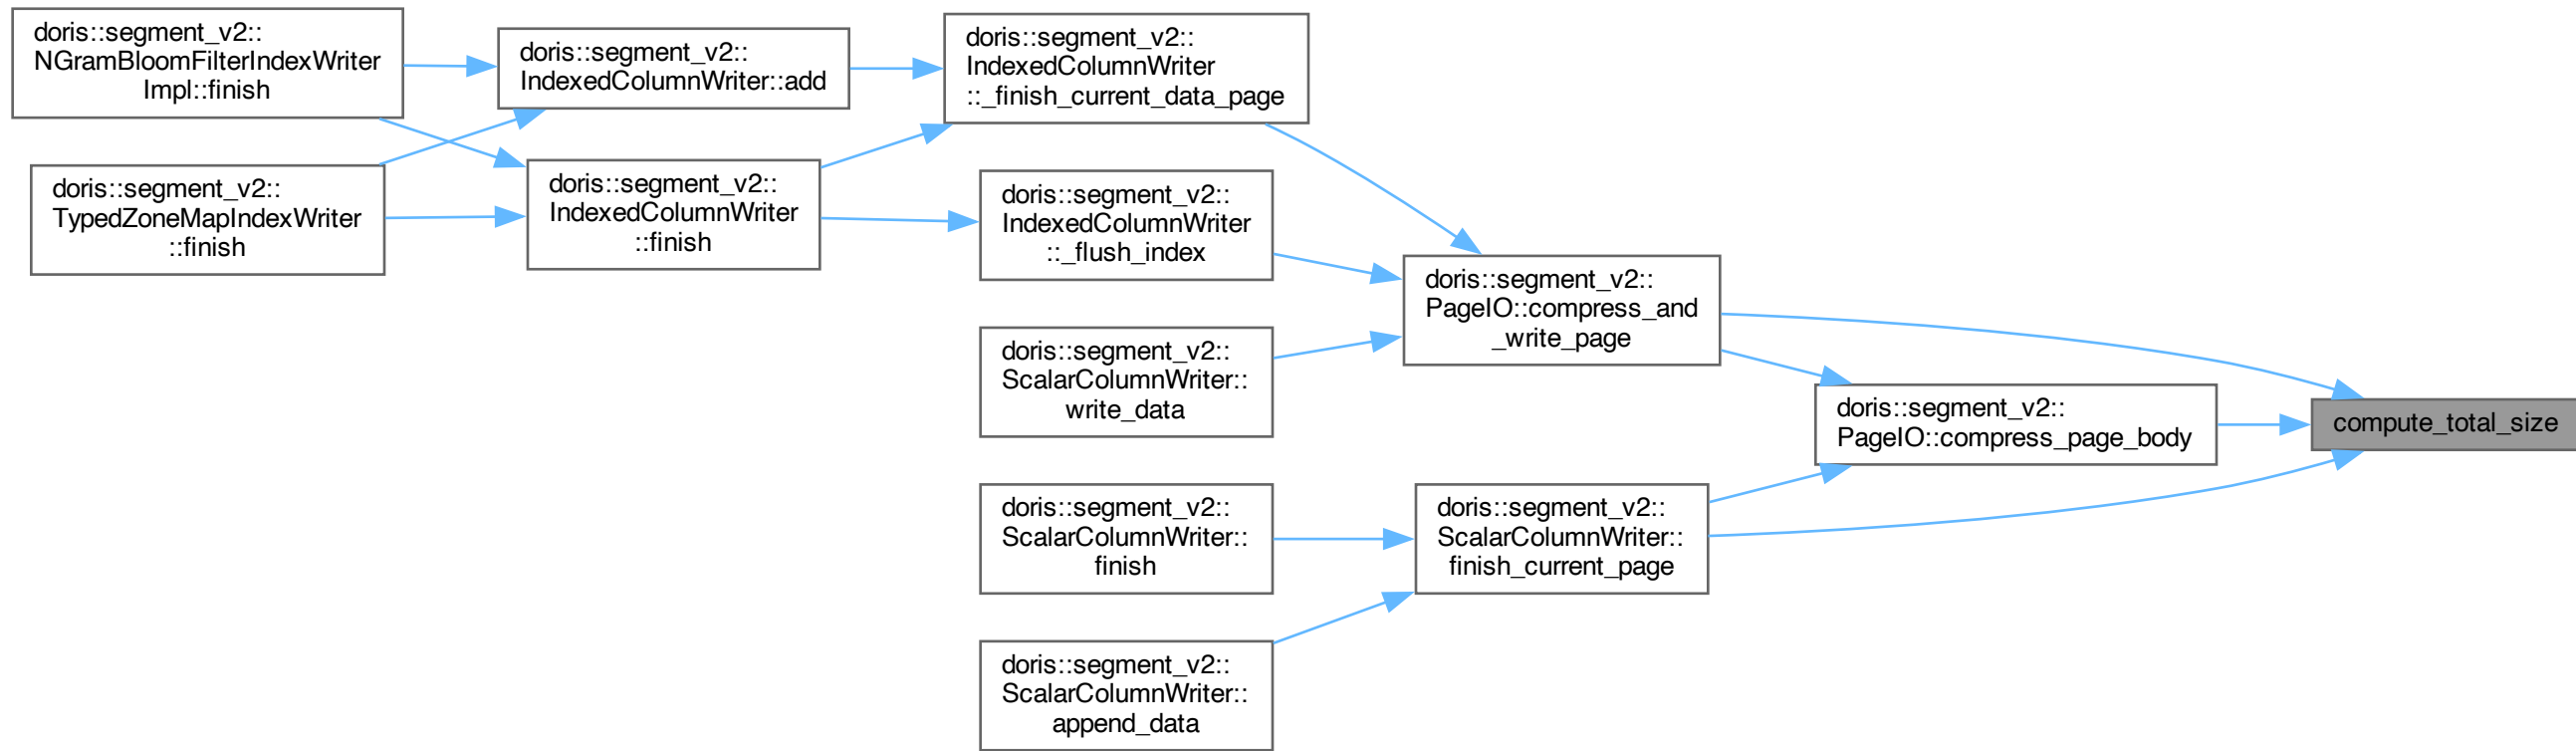 doris::segment_v2::
NGramBloomFilterIndexWriter
Impl::finish
doris::segment_v2::
TypedZoneMapIndexWriter
::finish
doris::segment_v2::
IndexedColumnWriter::add
doris::segment_v2::
IndexedColumnWriter
::finish
doris::segment_v2::
IndexedColumnWriter
::_finish_current_data_page
doris::segment_v2::
IndexedColumnWriter
::_flush_index
doris::segment_v2::
ScalarColumnWriter::
write_data
doris::segment_v2::
ScalarColumnWriter::
finish
doris::segment_v2::
ScalarColumnWriter::
append_data
doris::segment_v2::
PageIO::compress_and
_write_page
doris::segment_v2::
ScalarColumnWriter::
finish_current_page
doris::segment_v2::
PageIO::compress_page_body
compute_total_size